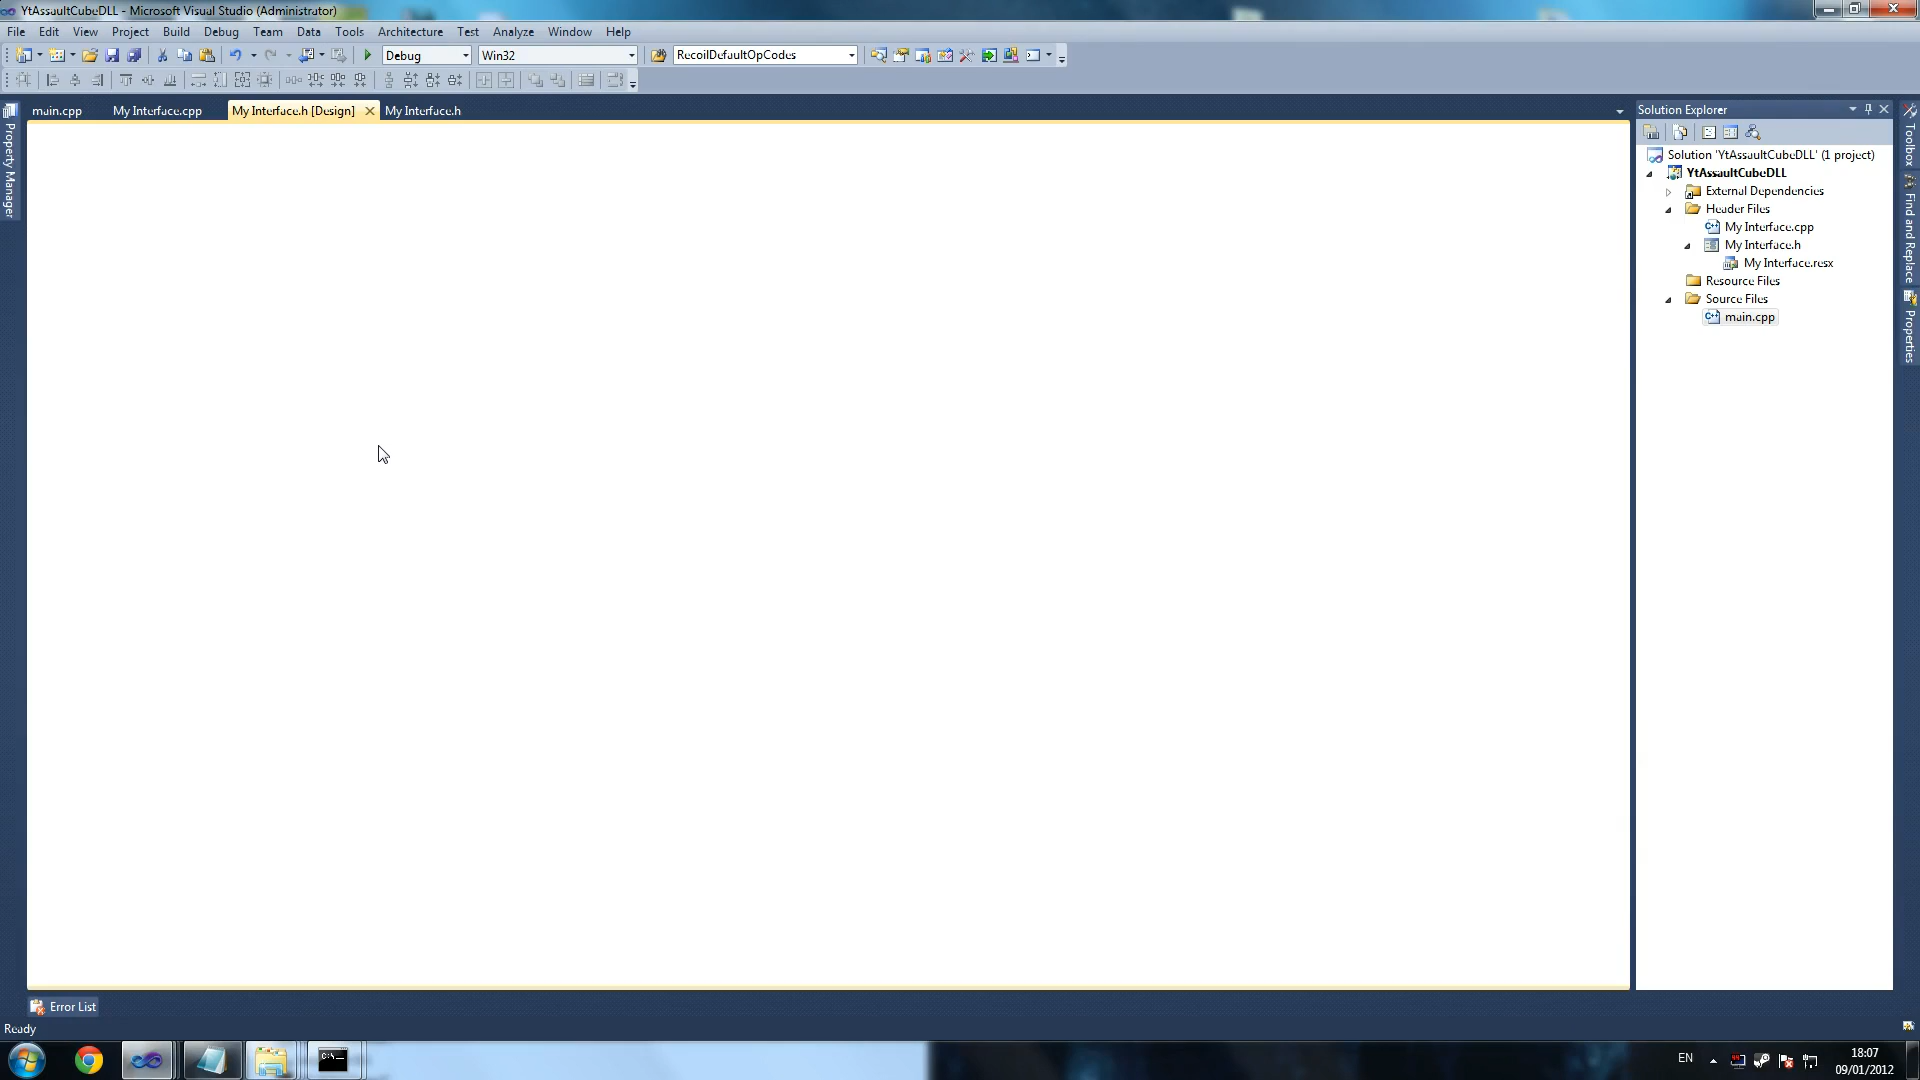 YtAssaultCubeDLL - Microsoft Visual Studio (Administrator)
File Edit View Project Build Debug Team Data Tools Architecture Test Analyze Window Help
Debug Win32 RecoilDefaultOpCodes
main.cpp My Interface.cpp My Interface.h [Design] My Interface.h
Property Manager
Solution Explorer
Solution 'YtAssaultCubeDLL' (1 project)
YtAssaultCubeDLL
External Dependencies
Header Files
My Interface.cpp
My Interface.h
My Interface.resx
Resource Files
Source Files
main.cpp
Toolbox
Find and Replace
Properties
Error List
Ready
C:\_
EN
18:07
09/01/2012